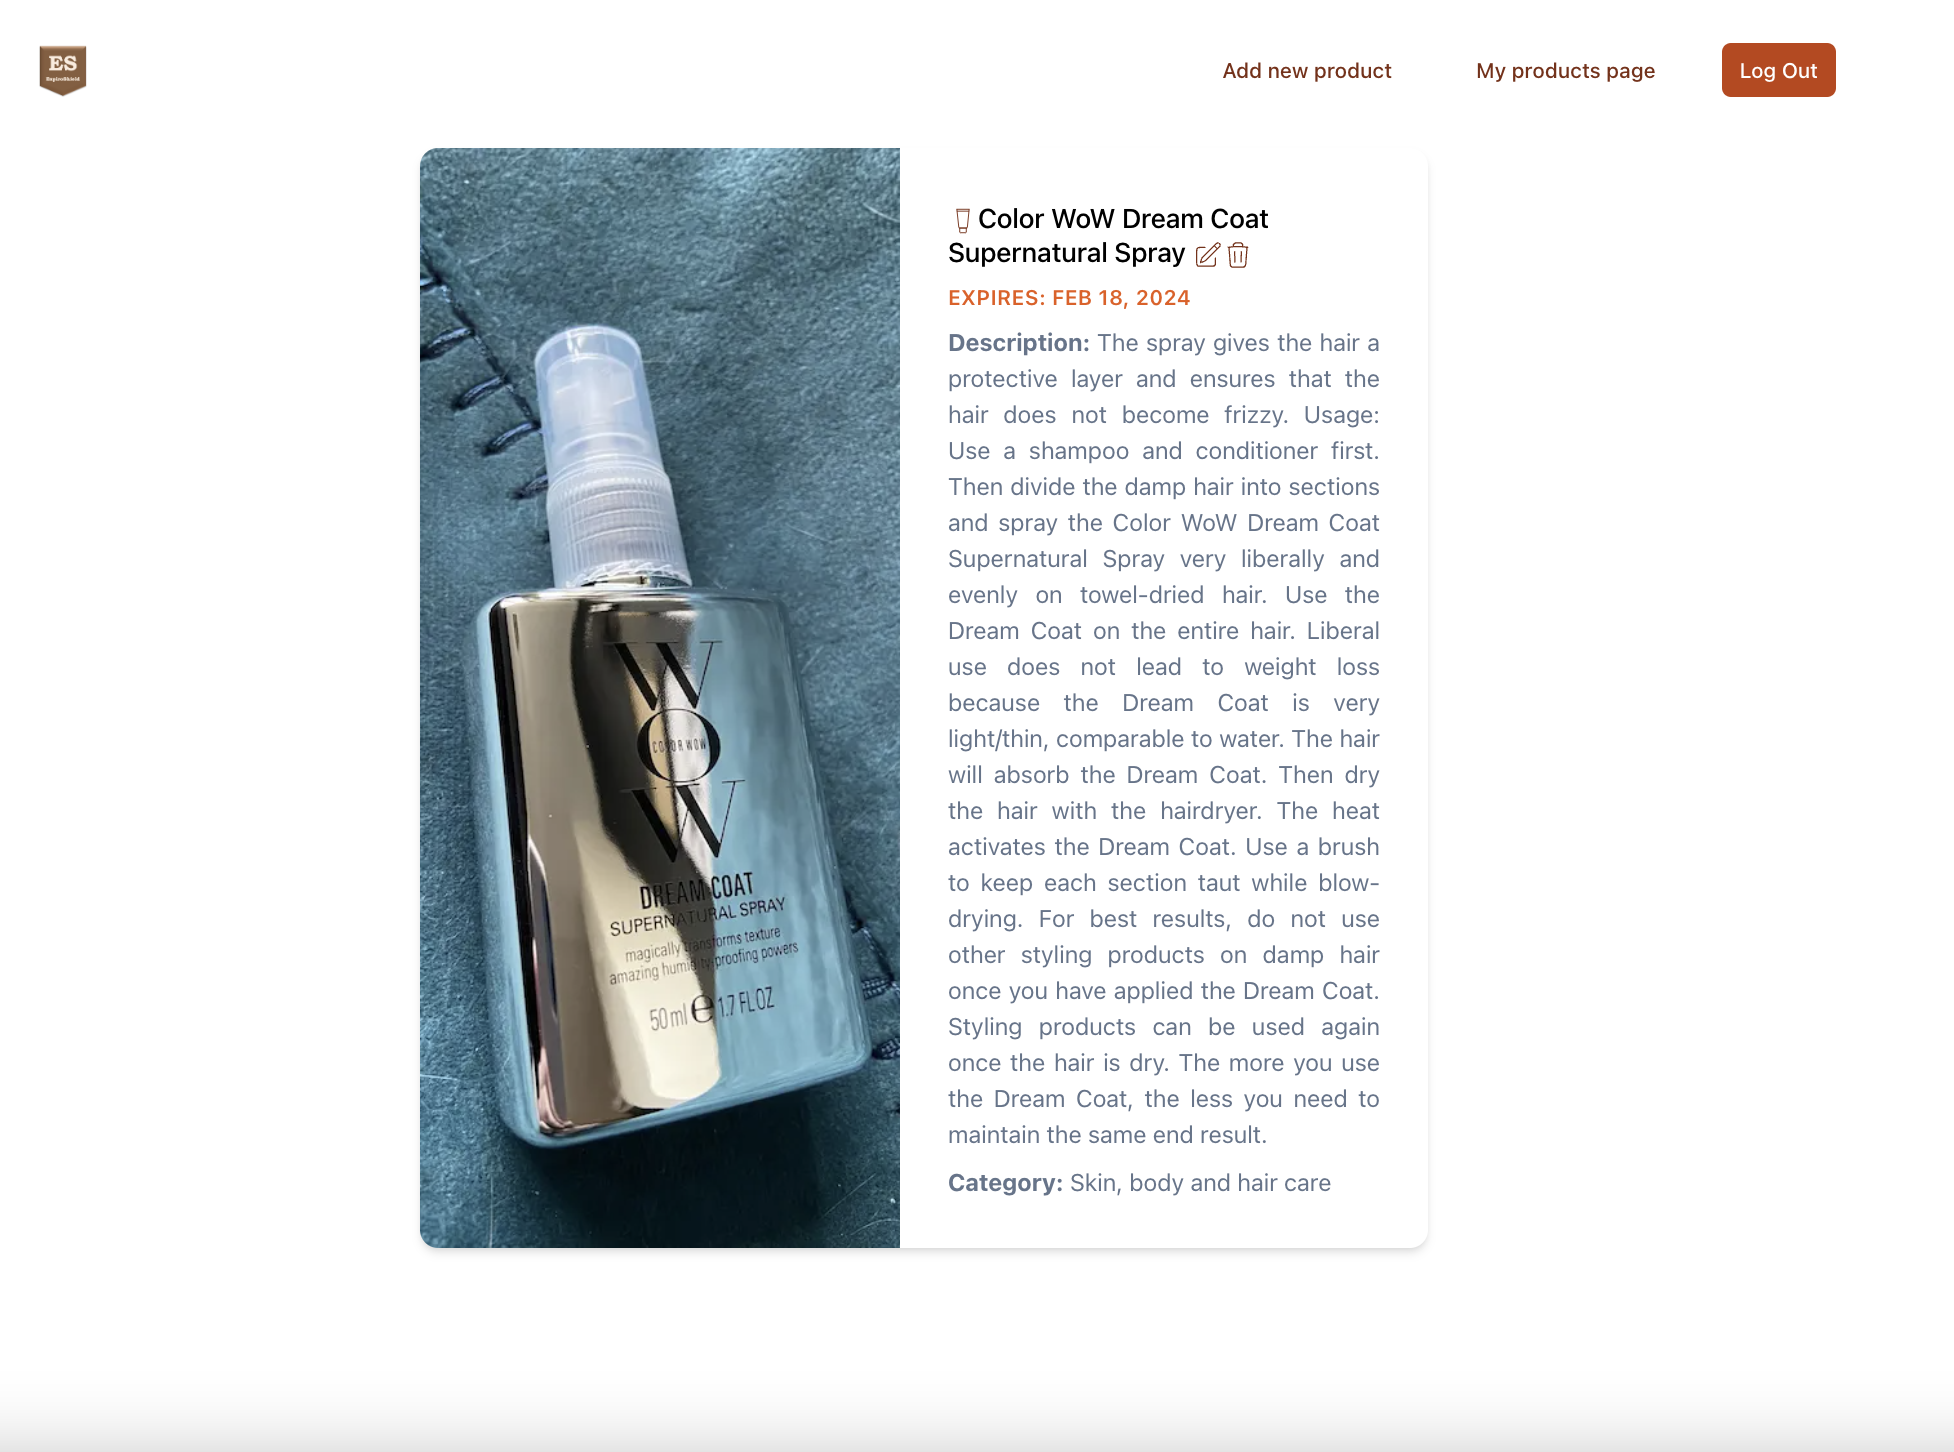 ES
ExpireShield
Add new product
My products page
Log Out
Color WoW Dream Coat
Supernatural Spray
EXPIRES: FEB 18, 2024
Description: The spray gives the hair a
protective layer and ensures that the
hair does not become frizzy. Usage:
Use a shampoo and conditioner first.
Then divide the damp hair into sections
and spray the Color WoW Dream Coat
Supernatural Spray very liberally and
evenly on towel-dried hair. Use the
Dream Coat on the entire hair. Liberal
use does not lead to weight loss
because the Dream Coat is very
light/thin, comparable to water. The hair
will absorb the Dream Coat. Then dry
the hair with the hairdryer. The heat
activates the Dream Coat. Use a brush
to keep each section taut while blow-
drying. For best results, do not use
other styling products on damp hair
once you have applied the Dream Coat.
Styling products can be used again
once the hair is dry. The more you use
the Dream Coat, the less you need to
maintain the same end result.
Category: Skin, body and hair care
W
O
COLOR WOW
W
DREAM COAT
SUPERNATURAL SPRAY
magically transforms texture
amazing humidity-proofing powers
50 ml ℮ 1.7 FL OZ